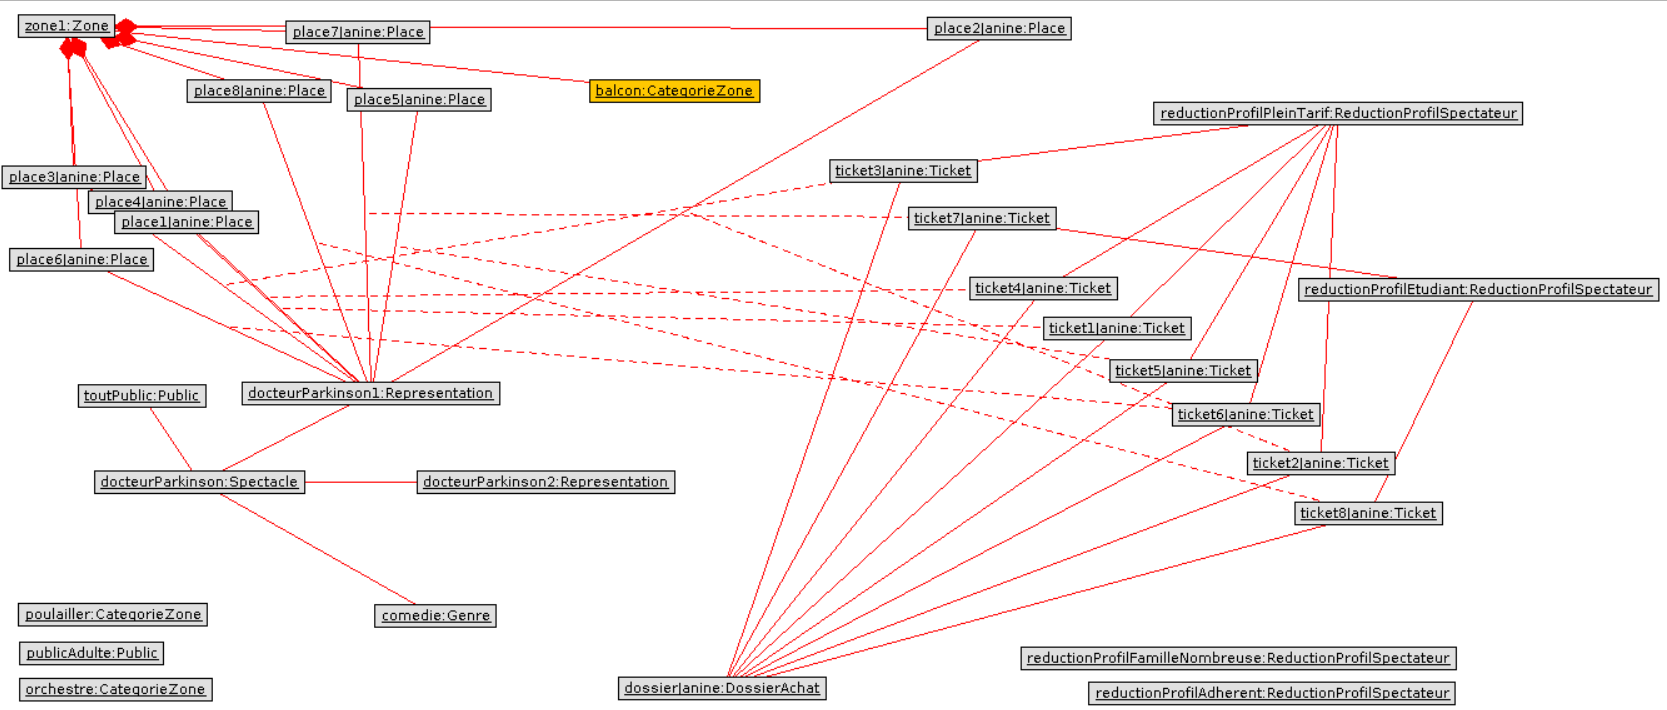 zone1:Zone
place7Janine:Place
place2Janine:Place
place8Janine:Place
place5Janine:Place
balcon:CategorieZone
reductionProfilPleinTarif:ReductionProfilSpectateur
ticket3Janine:Ticket
place3Janine:Place
place4Janine:Place
place1Janine:Place
ticket7Janine:Ticket
place6Janine:Place
ticket4Janine:Ticket
reductionProfilEtudiant:ReductionProfilSpectateur
ticket1Janine:Ticket
ticket5Janine:Ticket
toutPublic:Public
docteurParkinson1:Representation
ticket6Janine:Ticket
ticket2Janine:Ticket
docteurParkinson:Spectacle
docteurParkinson2:Representation
ticket8Janine:Ticket
poulailler:CategorieZone
comedie:Genre
publicAdulte:Public
reductionProfilFamilleNombreuse:ReductionProfilSpectateur
orchestre:CategorieZone
dossierJanine:DossierAchat
reductionProfilAdherent:ReductionProfilSpectateur